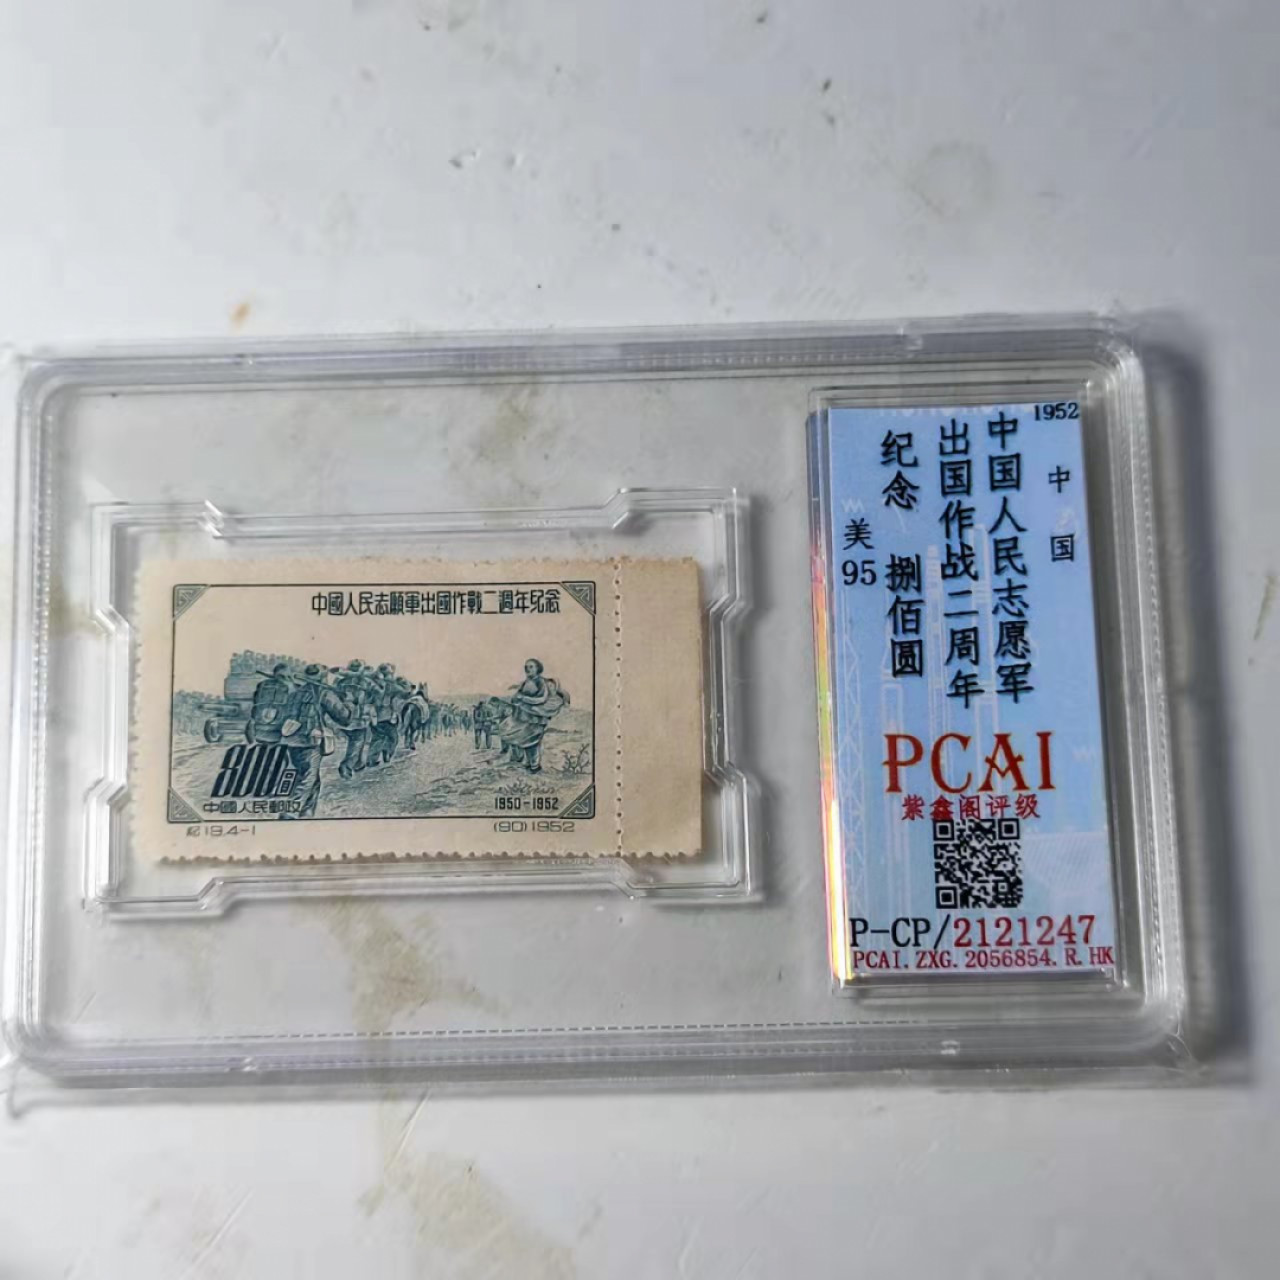 中國人民志願軍出國作戰二週年紀念
800圓
中國人民郵政
1950-1952
紀19.4-1
(90)1952
1952
中国
中国人民志愿军
出国作战二周年
纪念 捌佰圆
美
95
PCAI
紫鑫阁评级
P-CP/2121247
PCAI.ZXG.2056854.R.HK